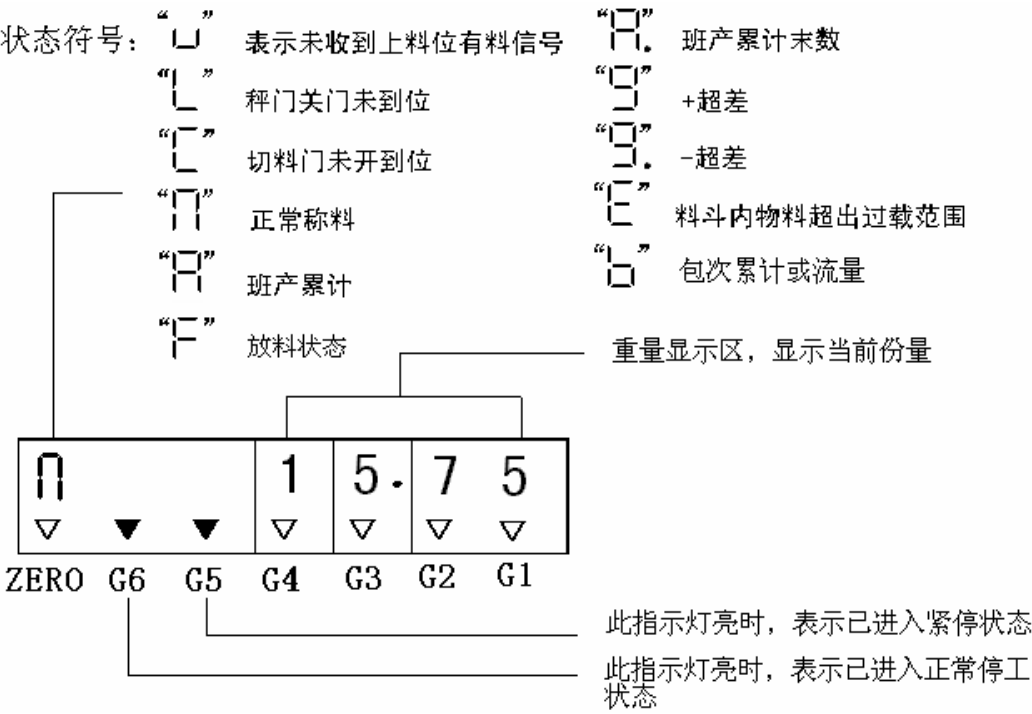 状态符号： “U” 表示未收到上料位有料信号
“L” 秤门关门未到位
“C” 切料门未开到位
“П” 正常称料
“A” 班产累计
“F” 放料状态
“A.” 班产累计末数
“9” +超差
“9.” -超差
“E” 料斗内物料超出过载范围
“b” 包次累计或流量
重量显示区，显示当前份量
П 1 5. 7 5
ZERO G6 G5 G4 G3 G2 G1
此指示灯亮时，表示已进入紧停状态
此指示灯亮时，表示已进入正常停工
状态